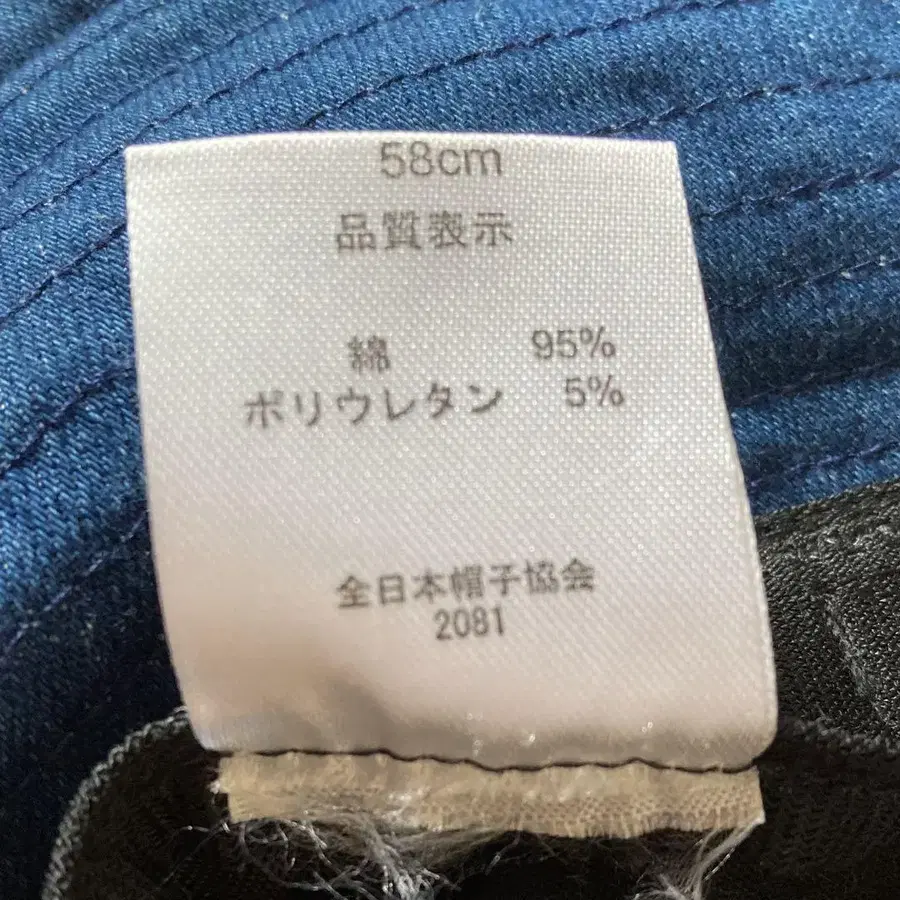 58cm
品質表示
綿 95%
ポリウレタン 5%
全日本帽子協会
2081